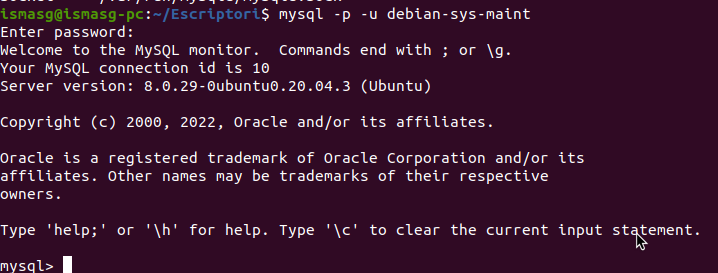 ismasg@ismasg-pc:~/Escriptori$ mysql -p -u debian-sys-maint
Enter password:
Welcome to the MySQL monitor.  Commands end with ; or \g.
Your MySQL connection id is 10
Server version: 8.0.29-0ubuntu0.20.04.3 (Ubuntu)

Copyright (c) 2000, 2022, Oracle and/or its affiliates.

Oracle is a registered trademark of Oracle Corporation and/or its
affiliates. Other names may be trademarks of their respective
owners.

Type 'help;' or '\h' for help. Type '\c' to clear the current input statement.

mysql>